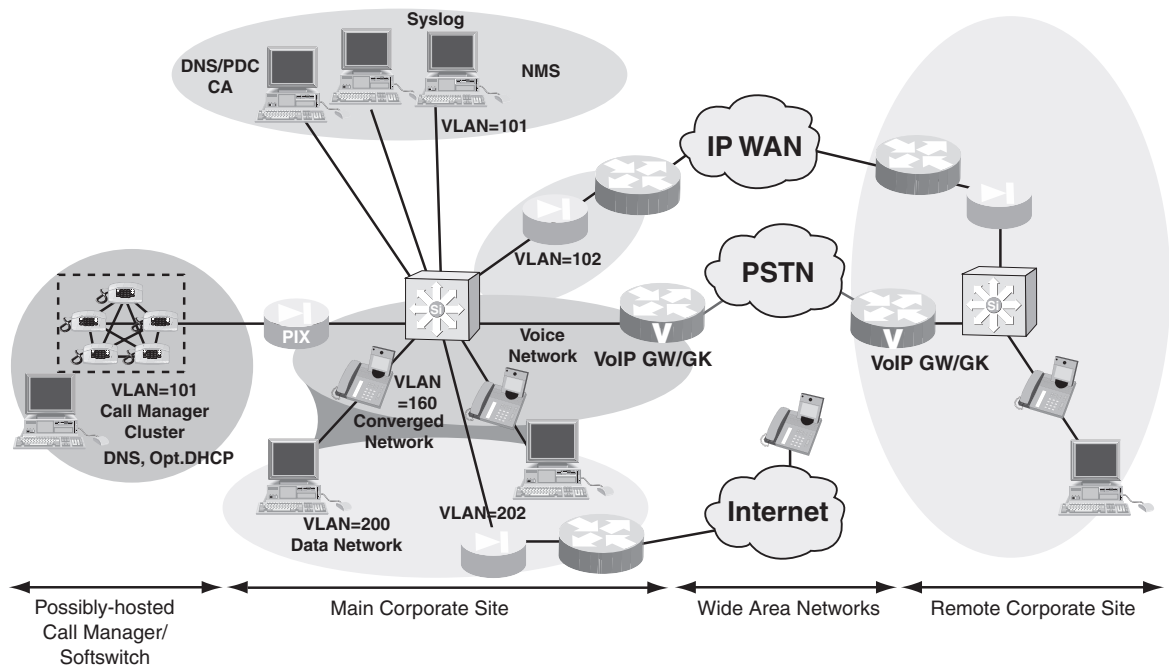 Syslog
DNS/PDC
CA
NMS
VLAN=101
IP WAN
VLAN=102
PSTN
Si
Si
PIX
Voice
Network
V
VoIP GW/GK
V
VoIP GW/GK
VLAN=101
Call Manager
Cluster
DNS, Opt.DHCP
VLAN
=160
Converged
Network
VLAN=200
Data Network
VLAN=202
Internet
Possibly-hosted
Call Manager/
Softswitch
Main Corporate Site
Wide Area Networks
Remote Corporate Site